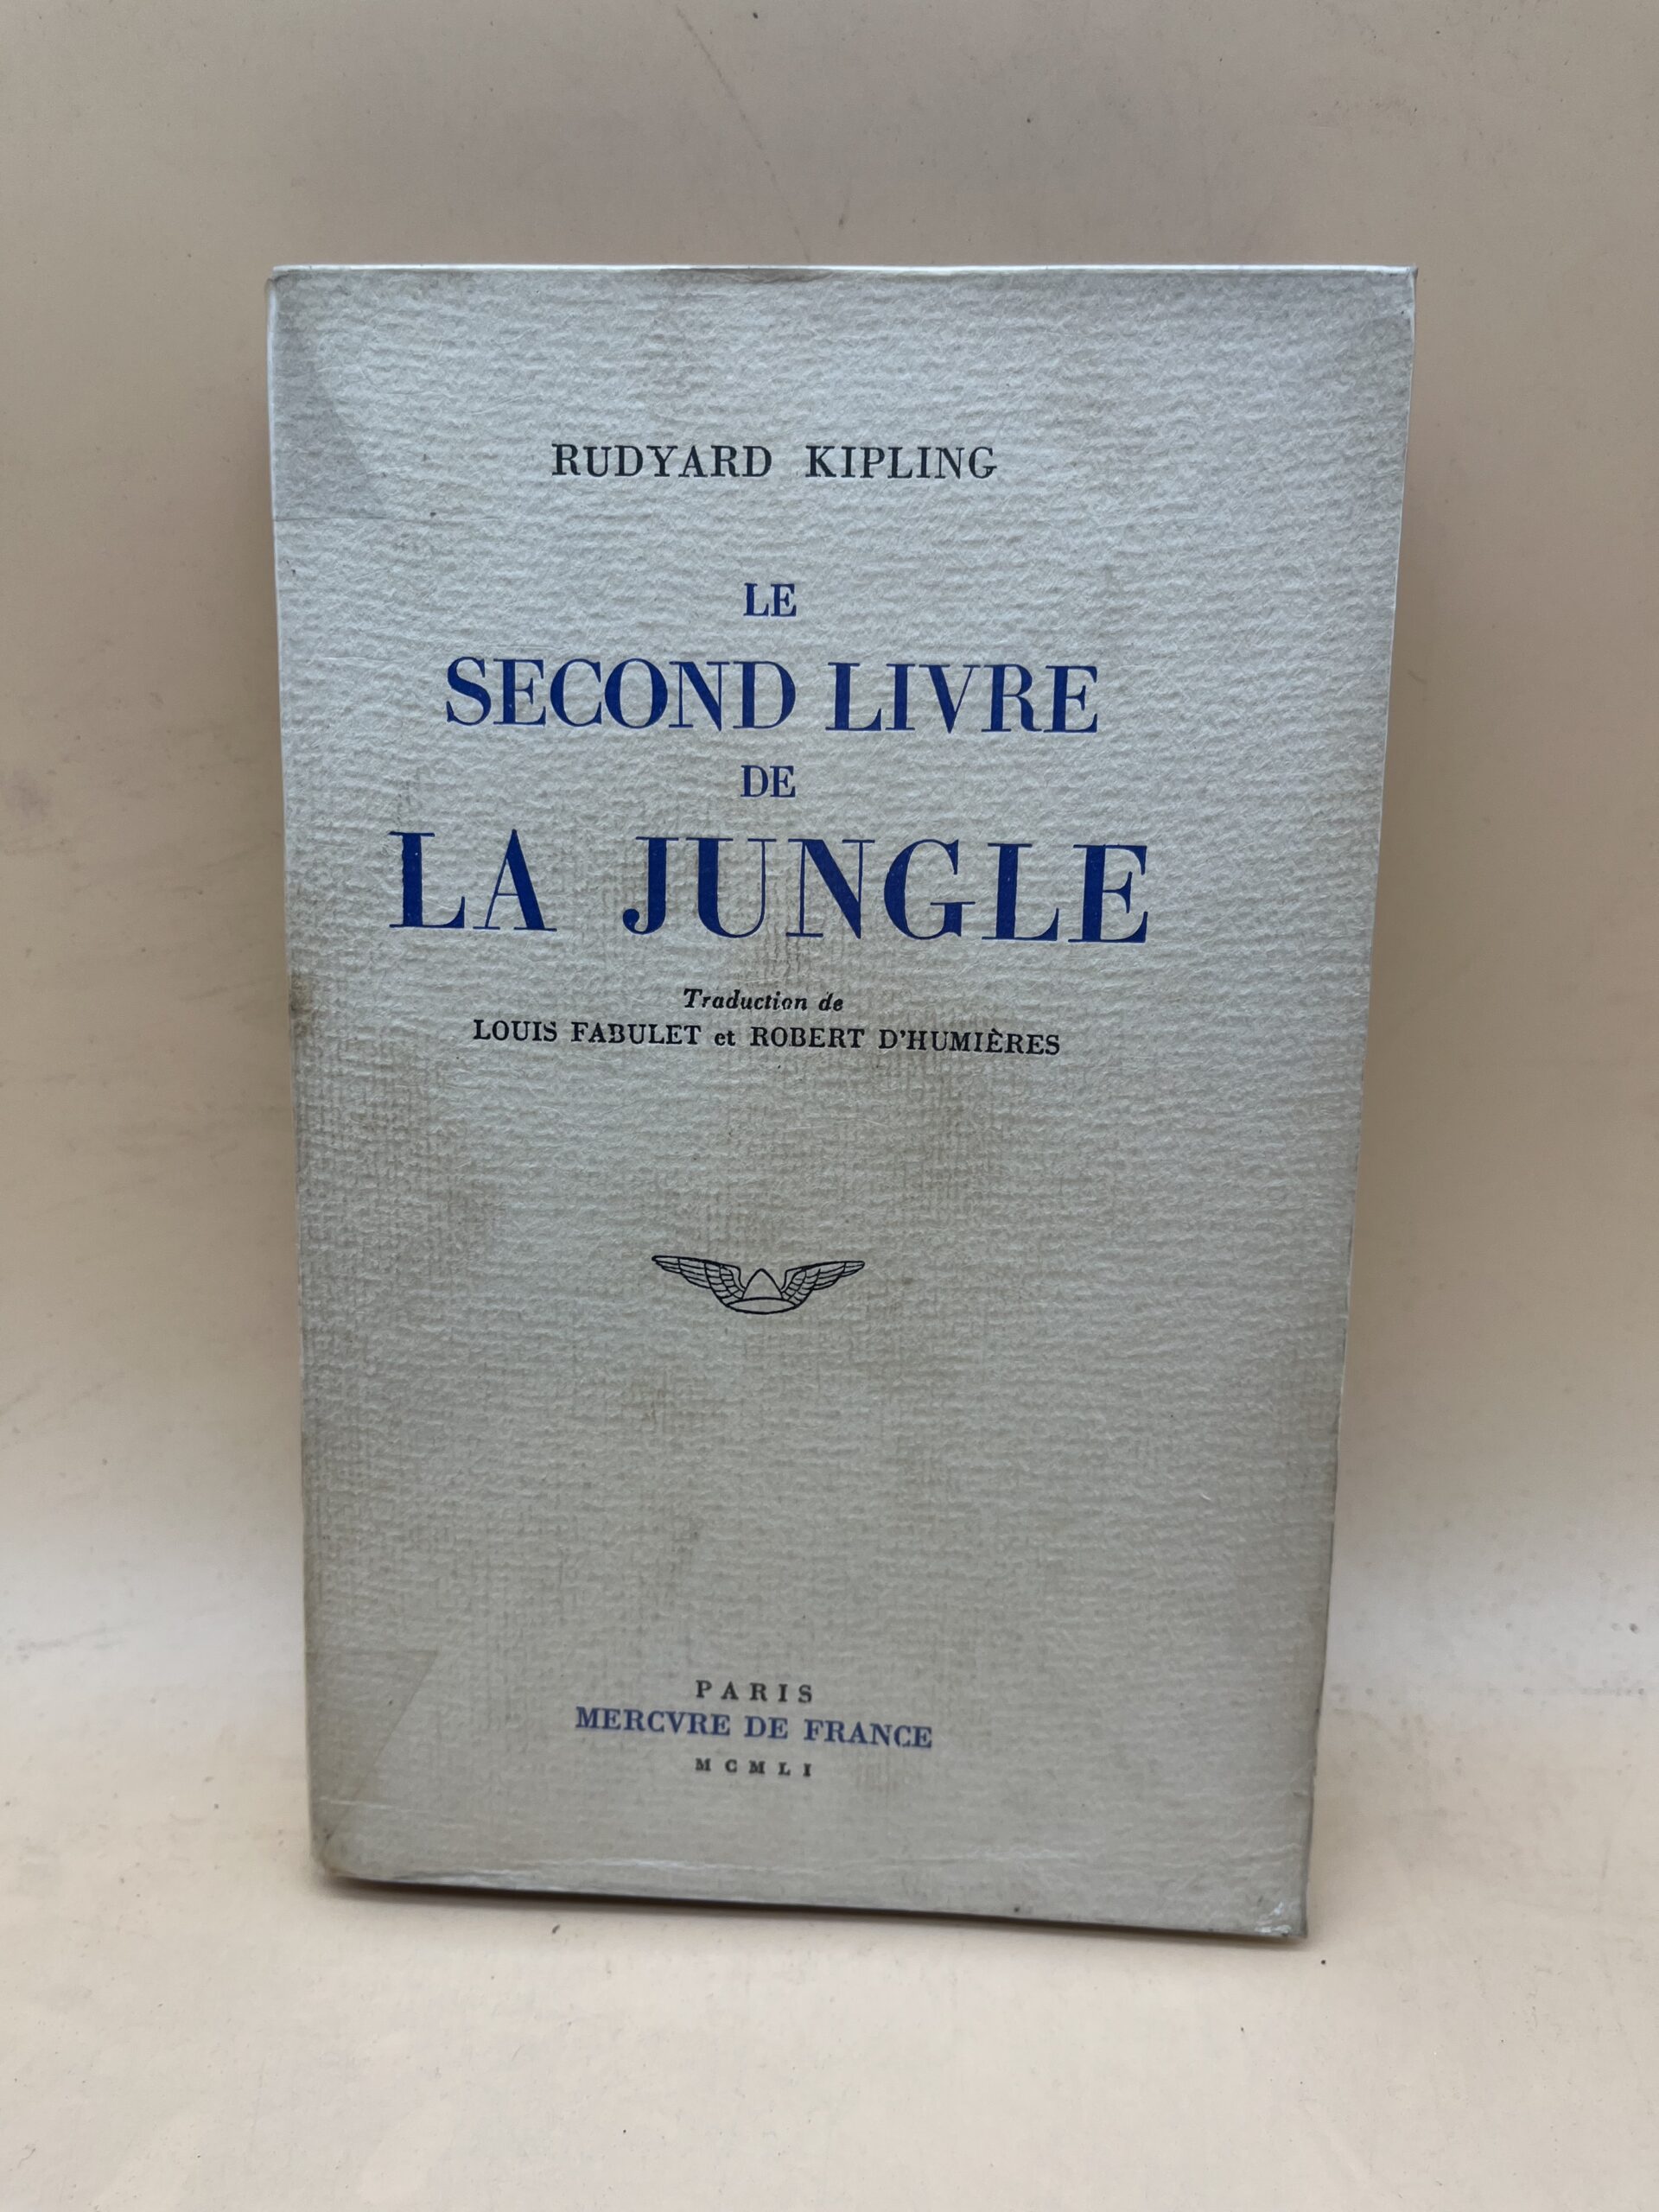 RUDYARD KIPLING
LE
SECOND LIVRE
DE
LA JUNGLE
Traduction de
LOUIS FABULET et ROBERT D'HUMIÈRES
PARIS
MERCVRE DE FRANCE
MCMLI